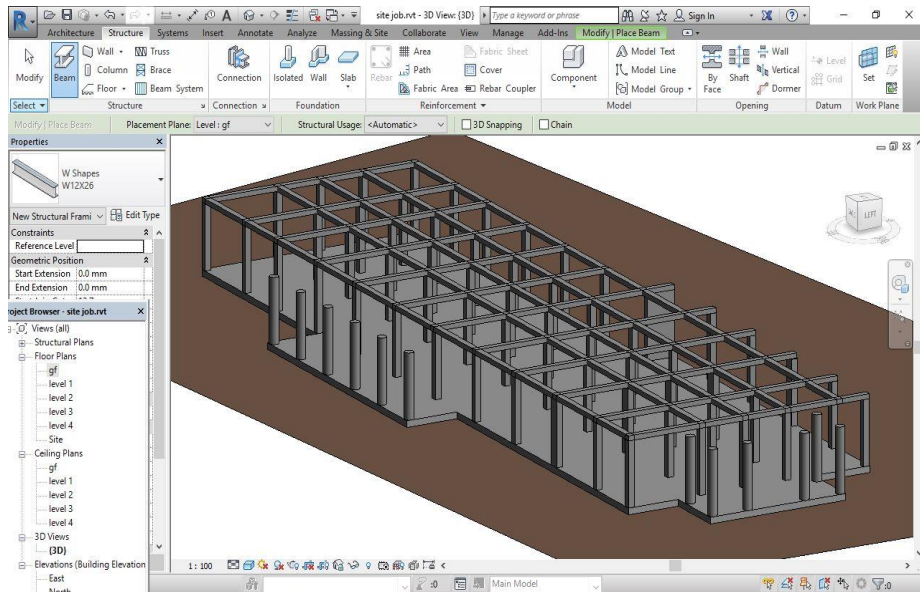 site job.rvt - 3D View: {3D}
Type a keyword or phrase
Sign In
Architecture Structure Systems Insert Annotate Analyze Massing & Site Collaborate View Manage Add-Ins Modify | Place Beam
Modify
Beam
Wall
Truss
Column
Brace
Floor
Beam System
Connection
Isolated Wall Slab
Rebar
Area
Path
Fabric Area
Fabric Sheet
Cover
Rebar Coupler
Component
Model Text
Model Line
Model Group
By Face
Shaft
Wall
Vertical
Dormer
Level
Grid
Set
Select Structure Connection Foundation Reinforcement Model Opening Datum Work Plane
Modify | Place Beam Placement Plane: Level : gf Structural Usage: <Automatic> 3D Snapping Chain
Properties
W Shapes
W12X26
New Structural Frami Edit Type
Constraints
Reference Level
Geometric Position
Start Extension 0.0 mm
End Extension 0.0 mm
roject Browser - site job.rvt
Views (all)
Structural Plans
Floor Plans
gf
level 1
level 2
level 3
level 4
Site
Ceiling Plans
gf
level 1
level 2
level 3
level 4
3D Views
{3D}
Elevations (Building Elevation
East
North
LEFT
1 : 100
:0 Main Model :0